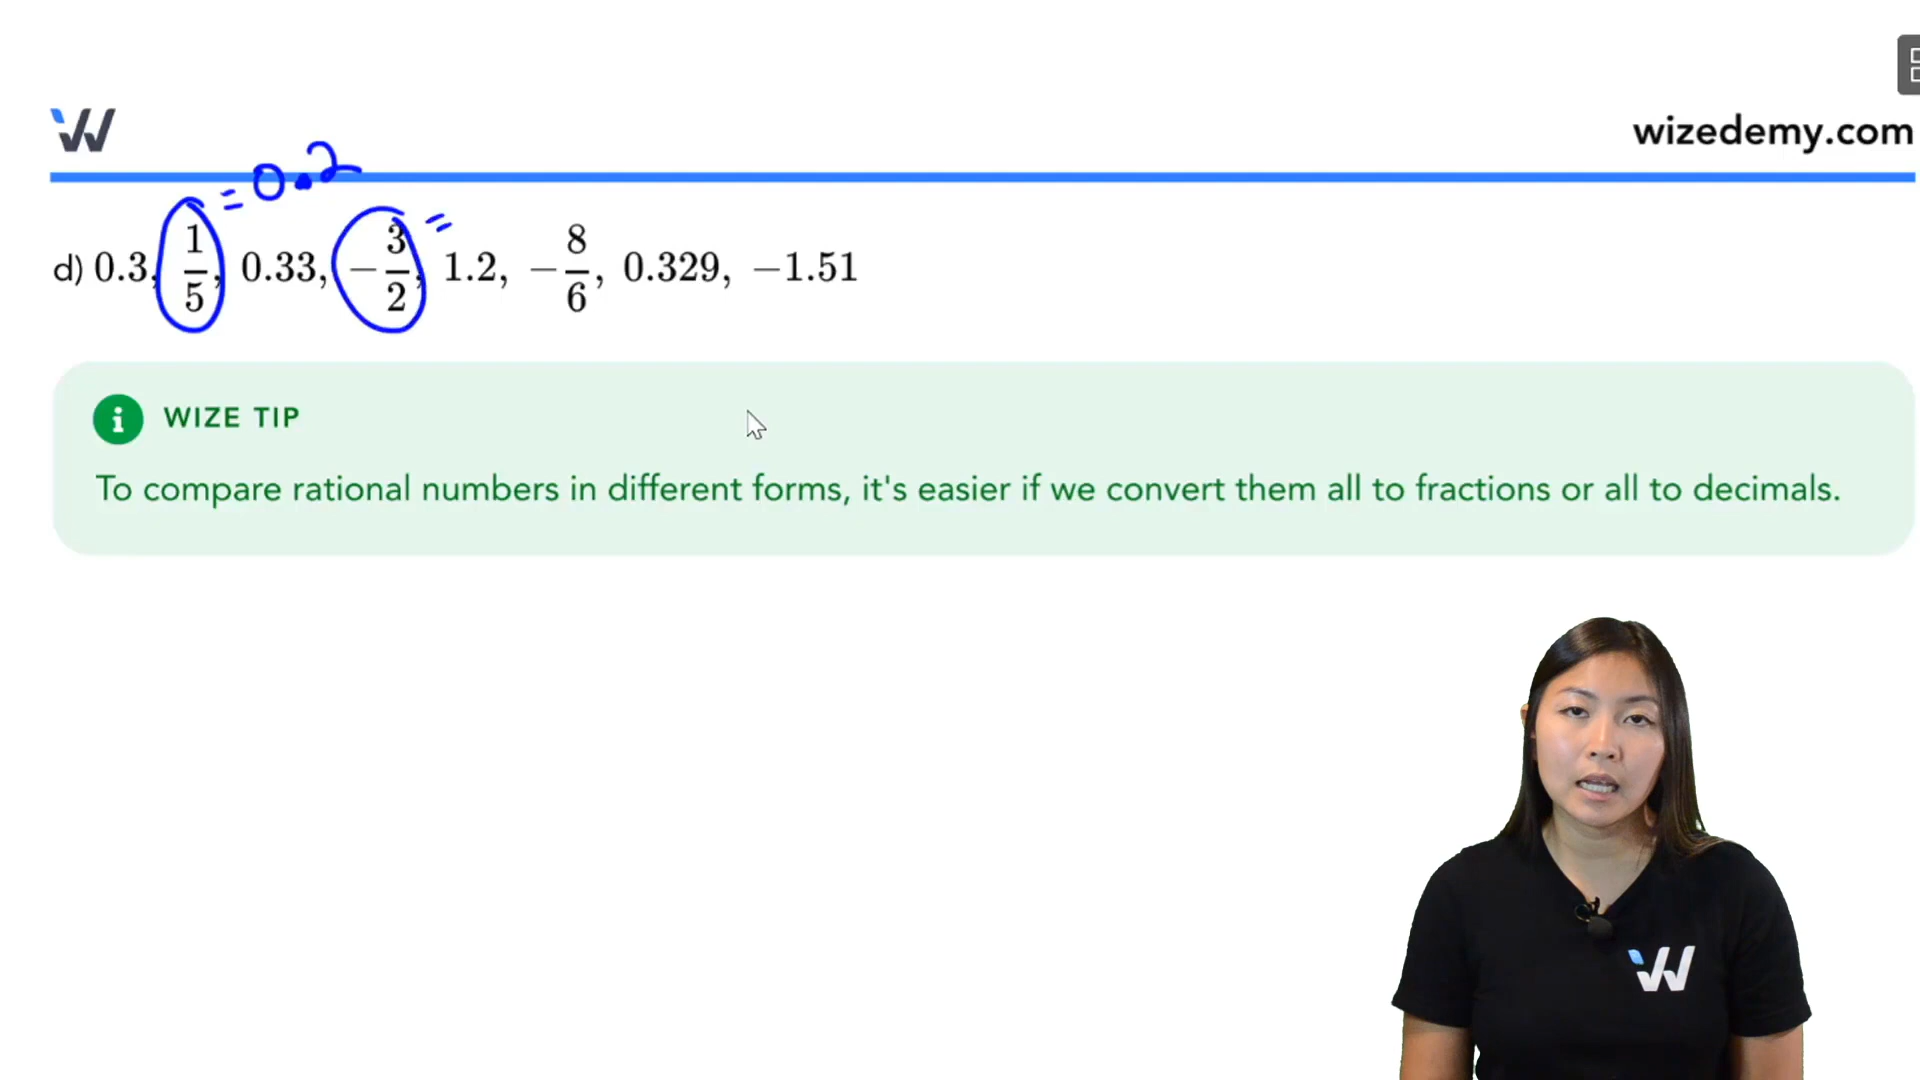 wizedemy.com
= 0.2
d) 0.3, 1/5, 0.33, −3/2, = 1.2, −8/6, 0.329, −1.51
i WIZE TIP
To compare rational numbers in different forms, it's easier if we convert them all to fractions or all to decimals.